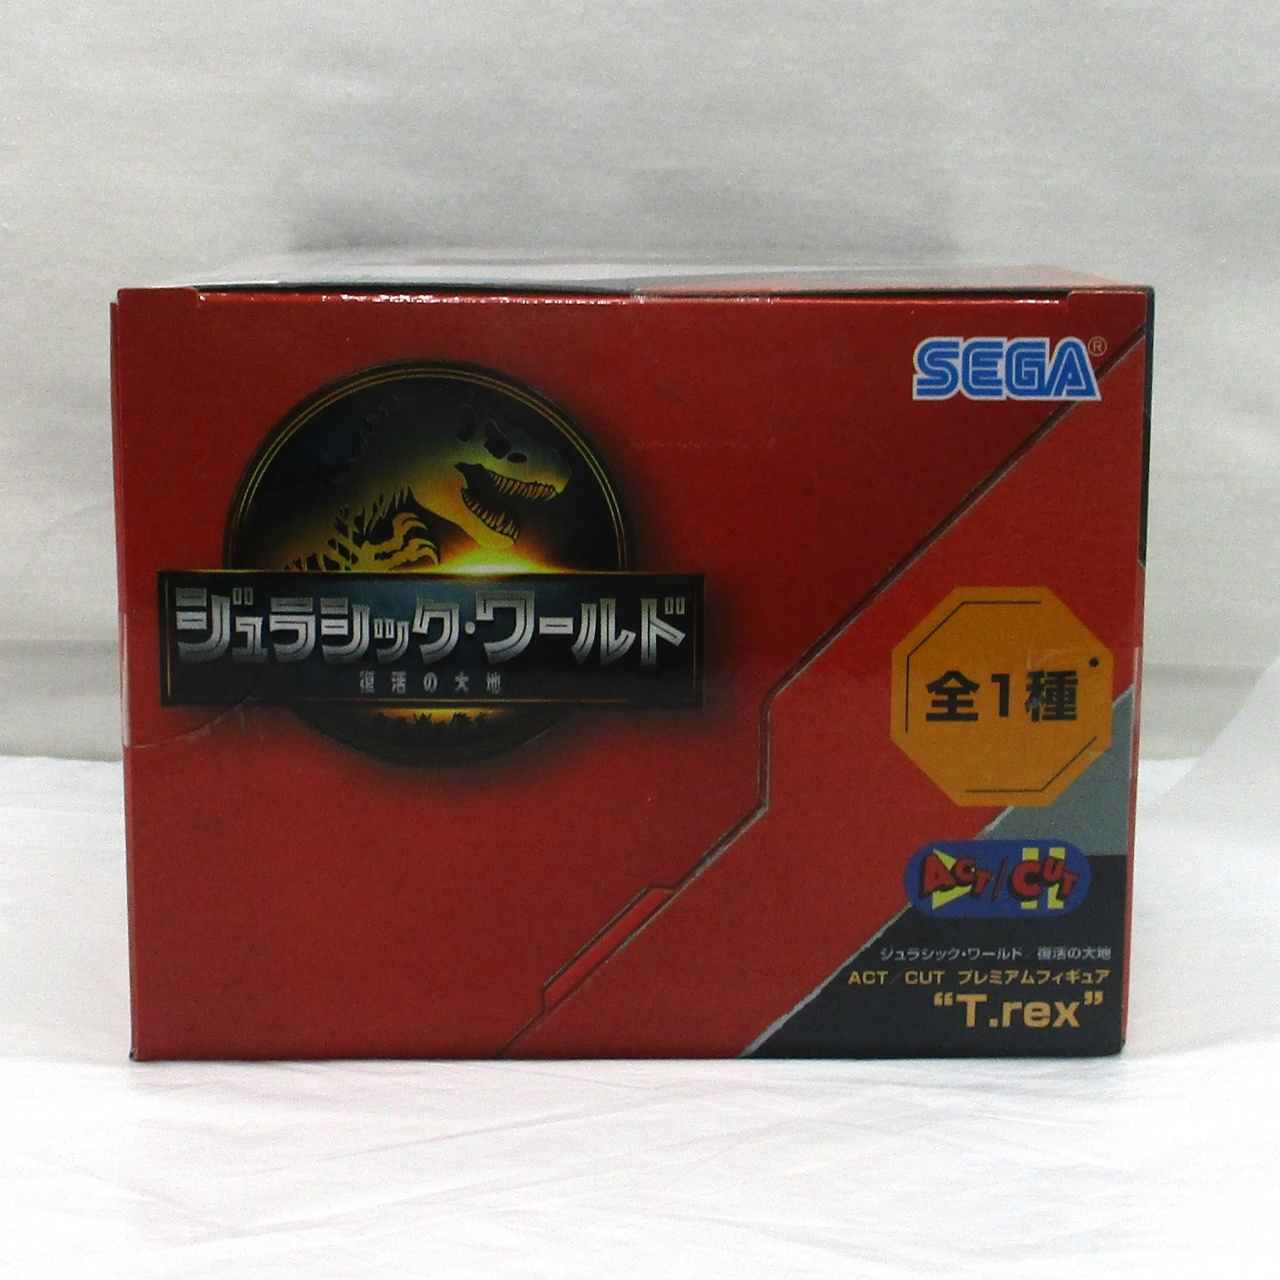 SEGA®
ジュラシック・ワールド
復活の大地
全1種
ACT/CUT
ジュラシック・ワールド/復活の大地
ACT/CUT プレミアムフィギュア
“T.rex”